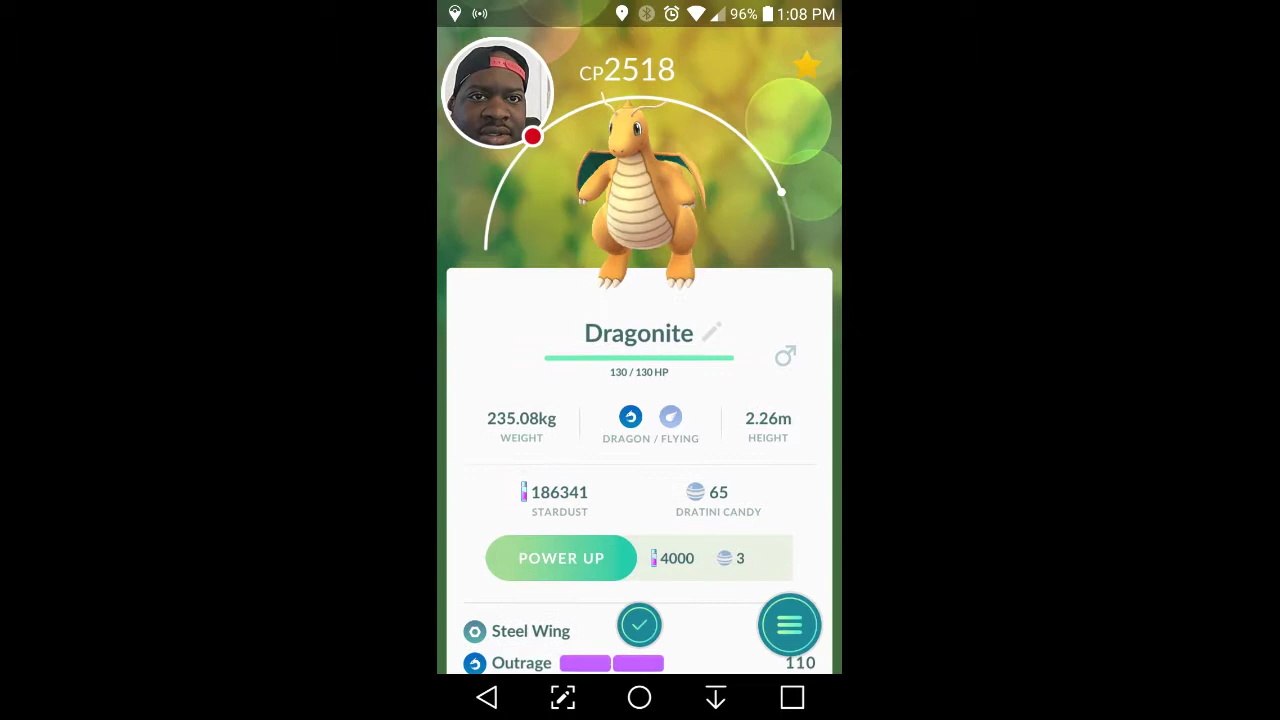 96% 1:08 PM
CP2518
Dragonite
130 / 130 HP
235.08kg
WEIGHT
DRAGON / FLYING
2.26m
HEIGHT
186341
STARDUST
65
DRATINI CANDY
POWER UP 4000 3
Steel Wing
Outrage 110